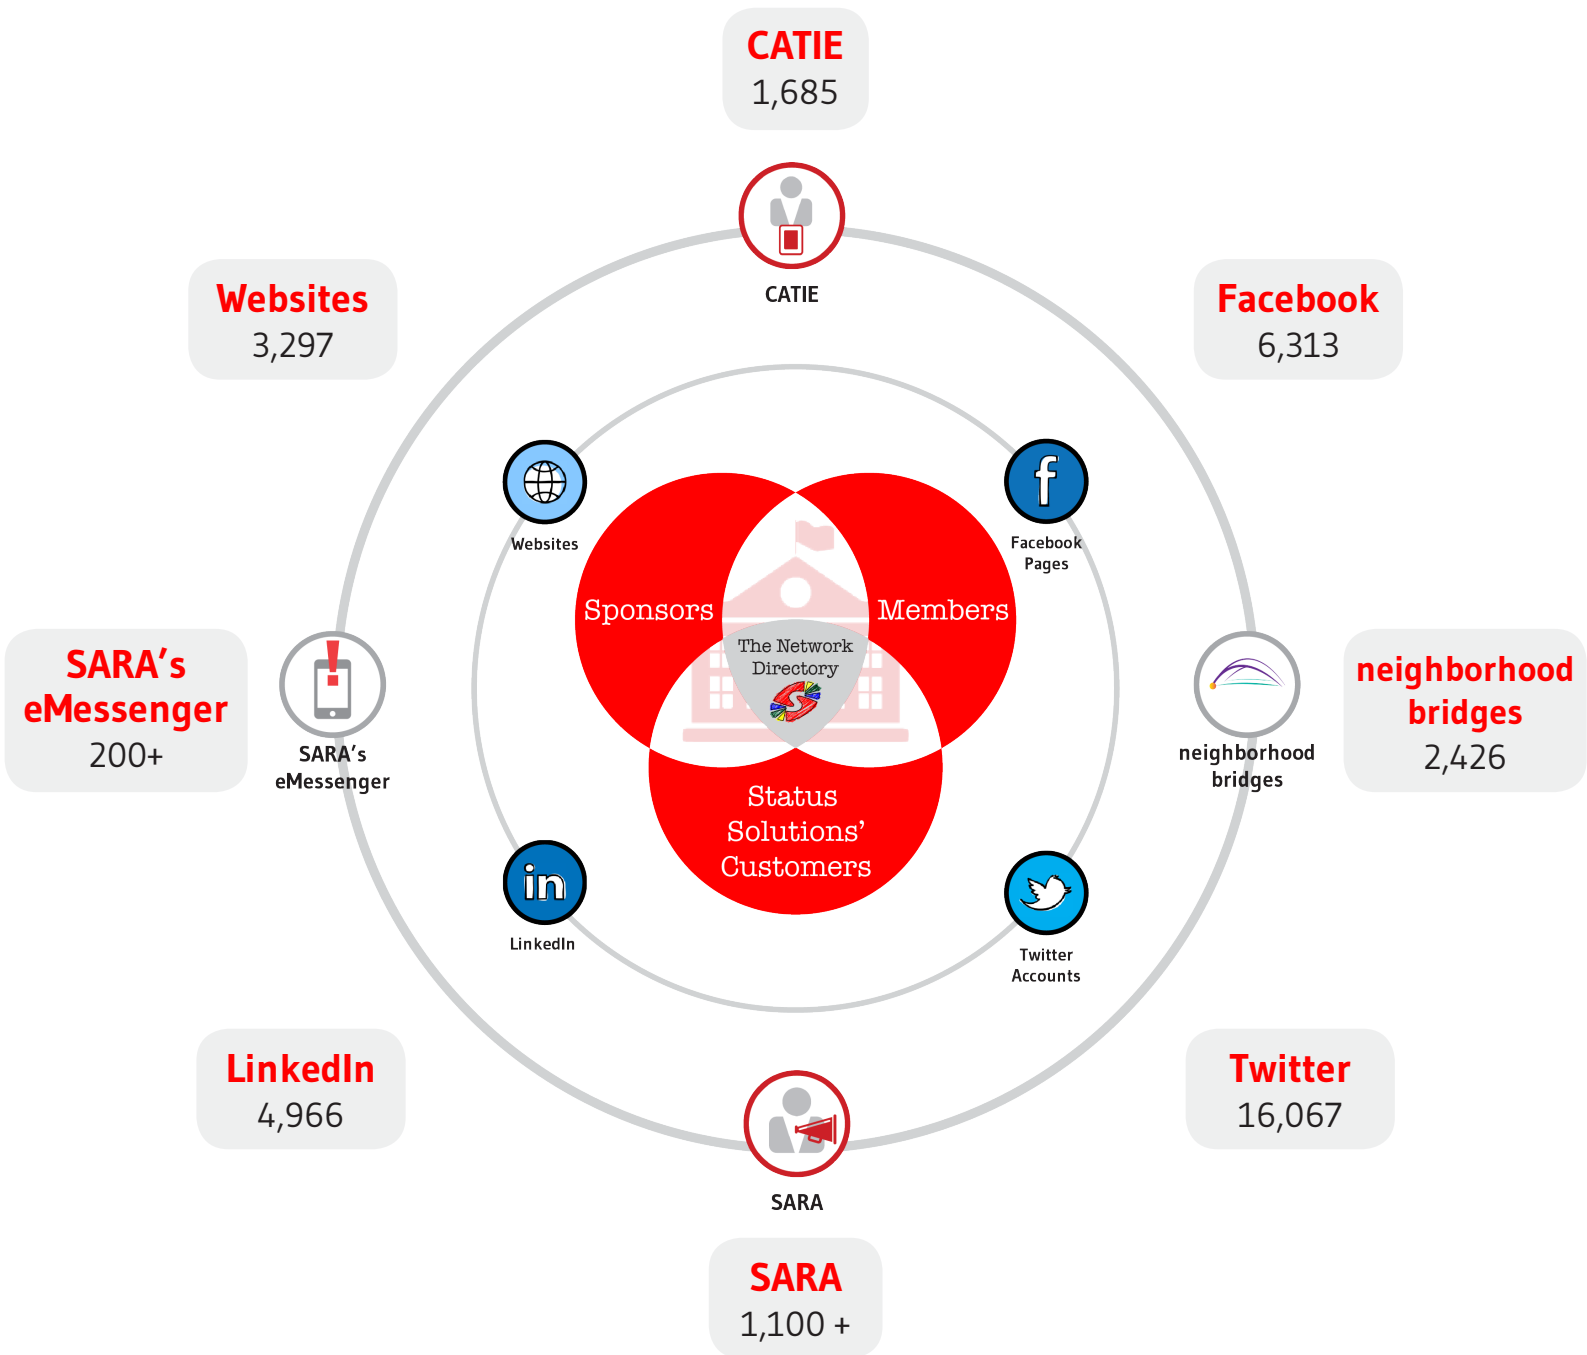 CATIE
1,685
CATIE
Websites
3,297
Facebook
6,313
Websites
Facebook
Pages
Sponsors
Members
The Network
Directory
S
SARA's
eMessenger
200+
SARA's
eMessenger
neighborhood
bridges
neighborhood
bridges
2,426
Status
Solutions'
Customers
in
LinkedIn
Twitter
Accounts
LinkedIn
4,966
Twitter
16,067
SARA
SARA
1,100 +